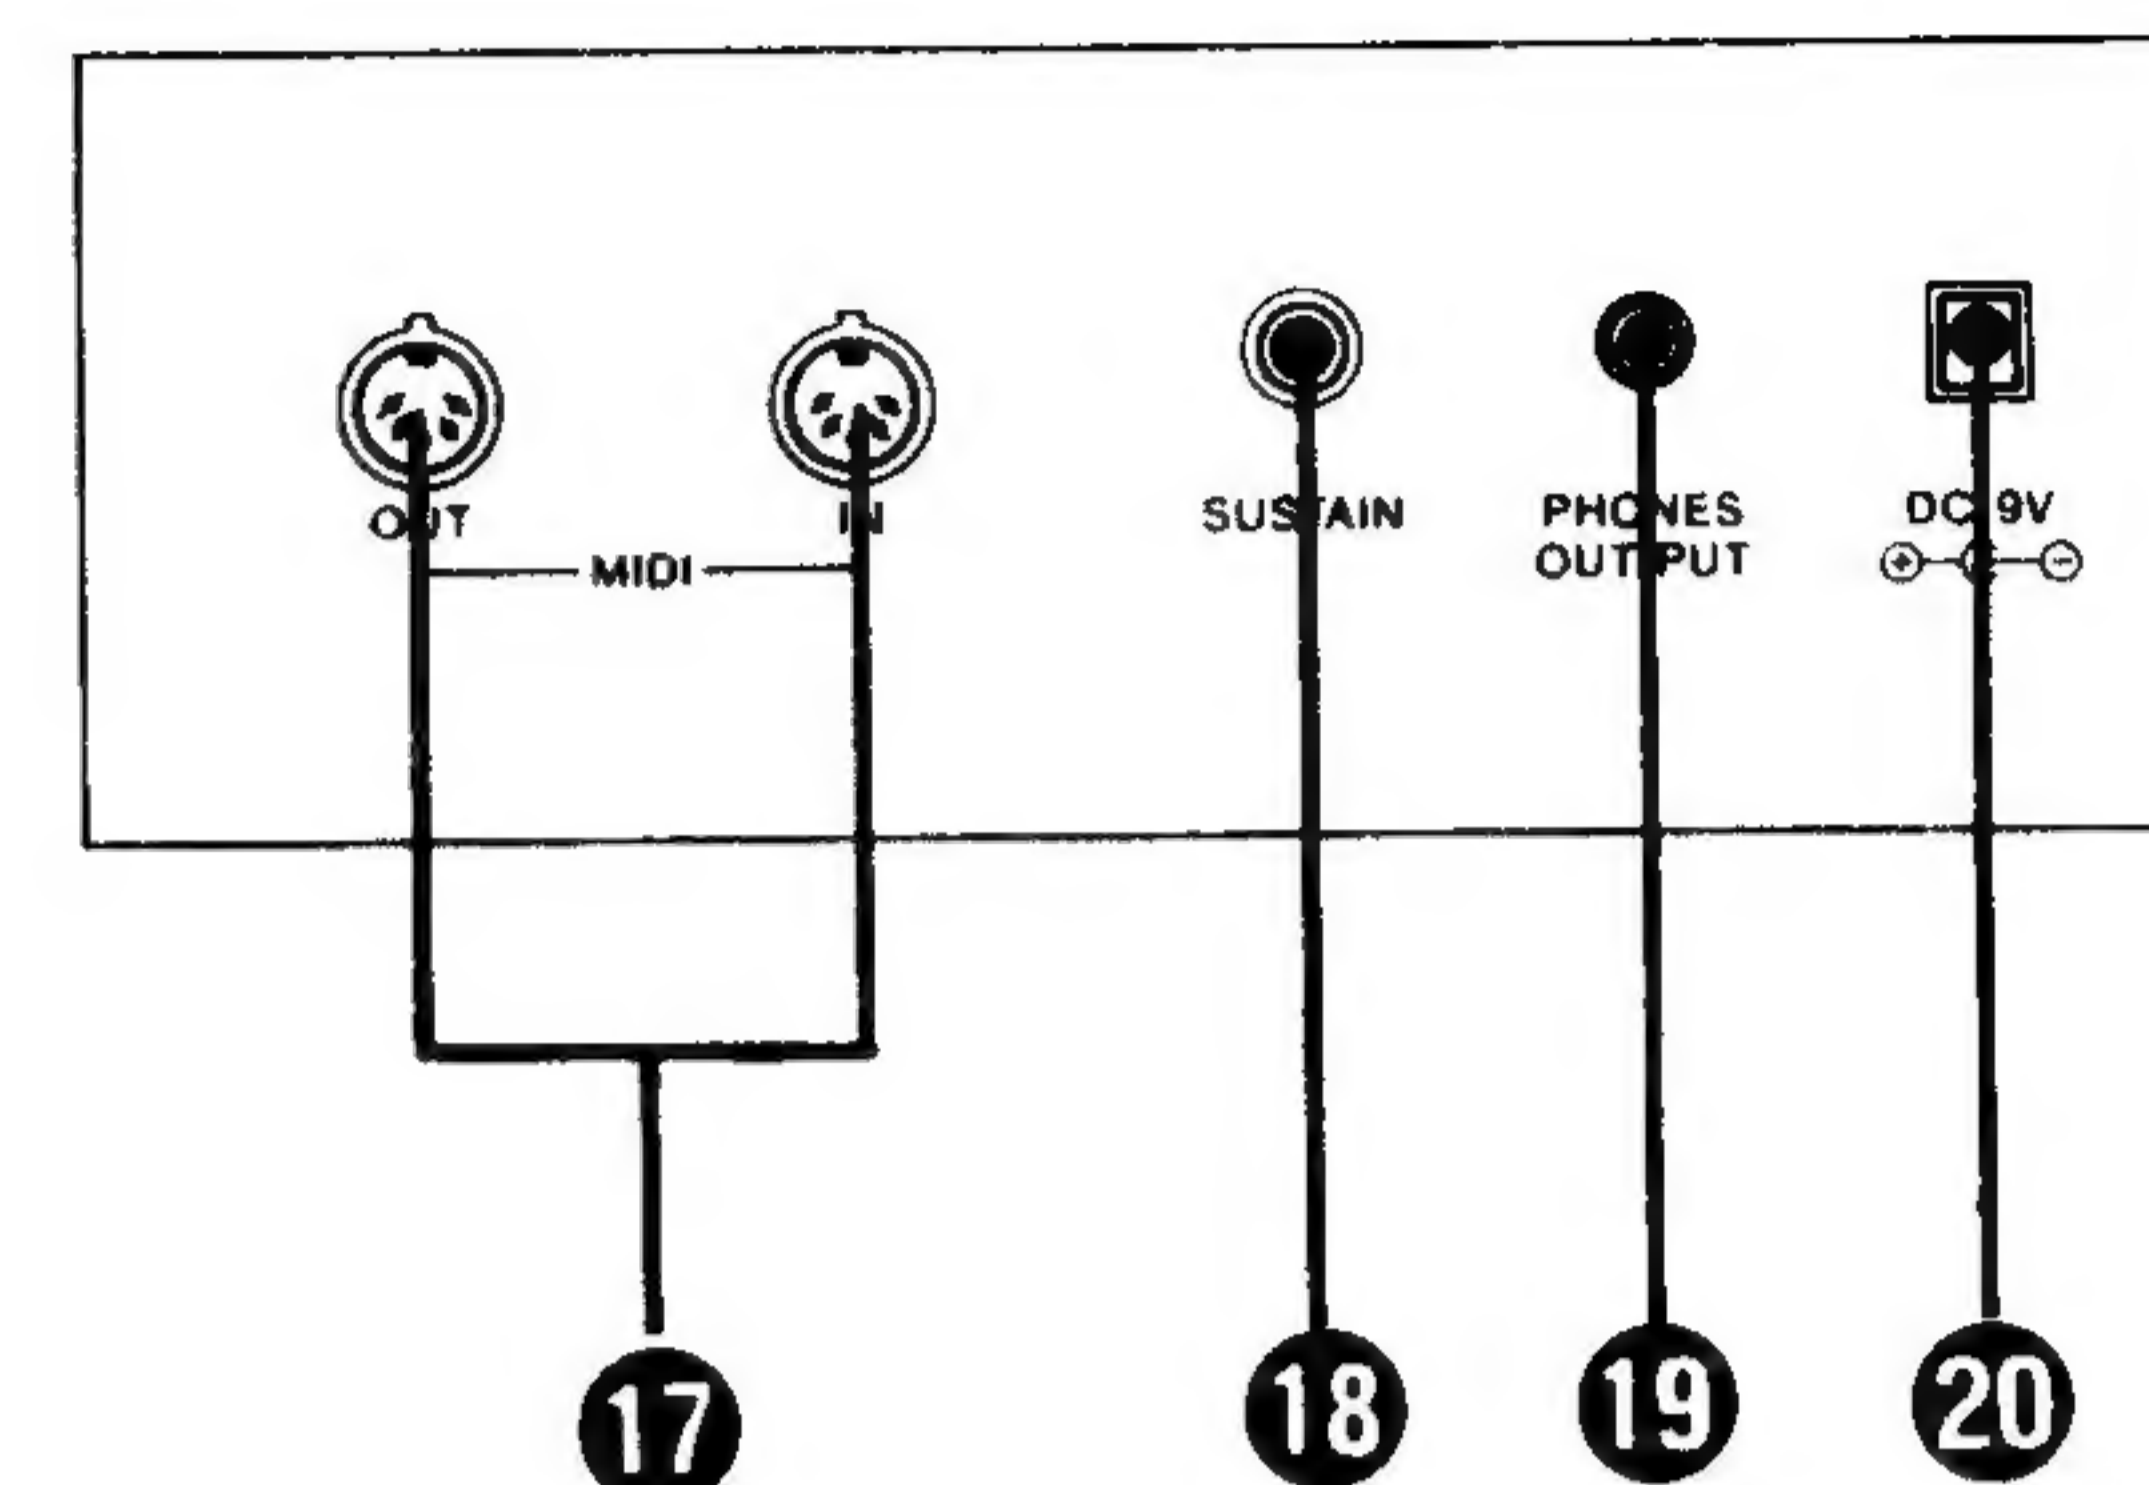 OUT
IN
MIDI
SUSTAIN
PHONES
OUTPUT
DC 9V
+ -
17
18
19
20